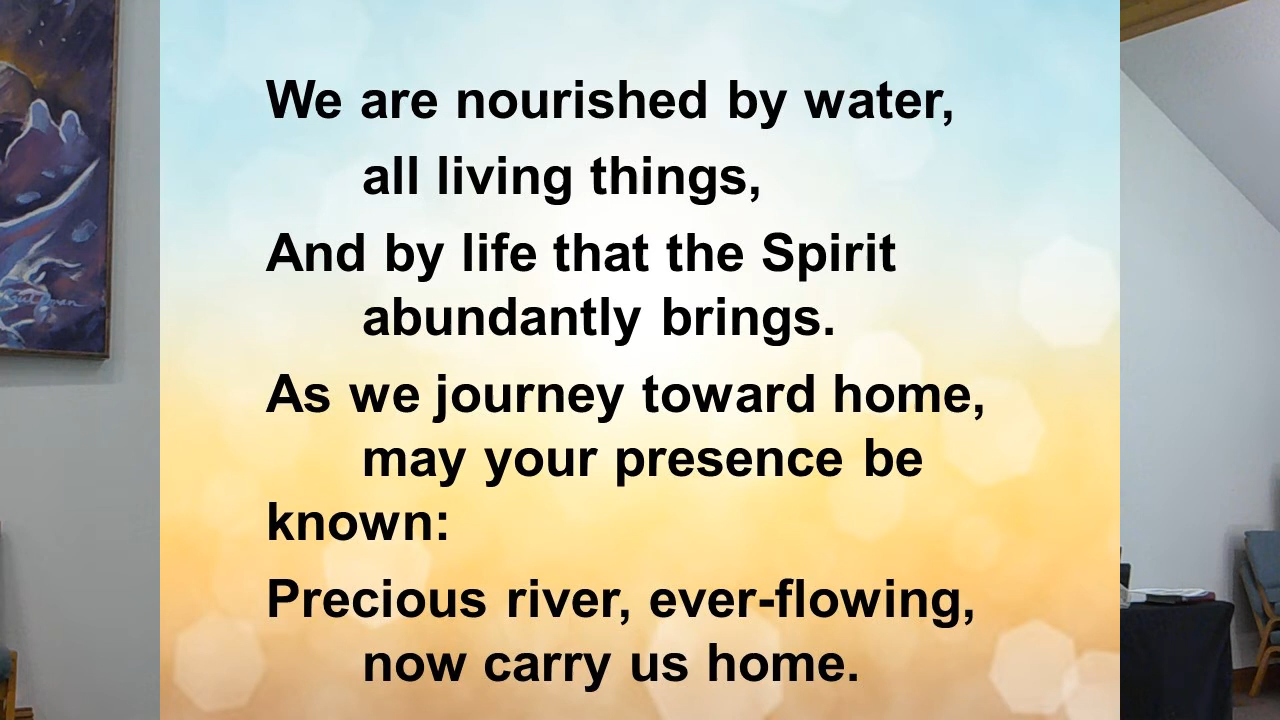 We are nourished by water,
all living things,
And by life that the Spirit
abundantly brings.
As we journey toward home,
may your presence be
known:
Precious river, ever-flowing,
now carry us home.